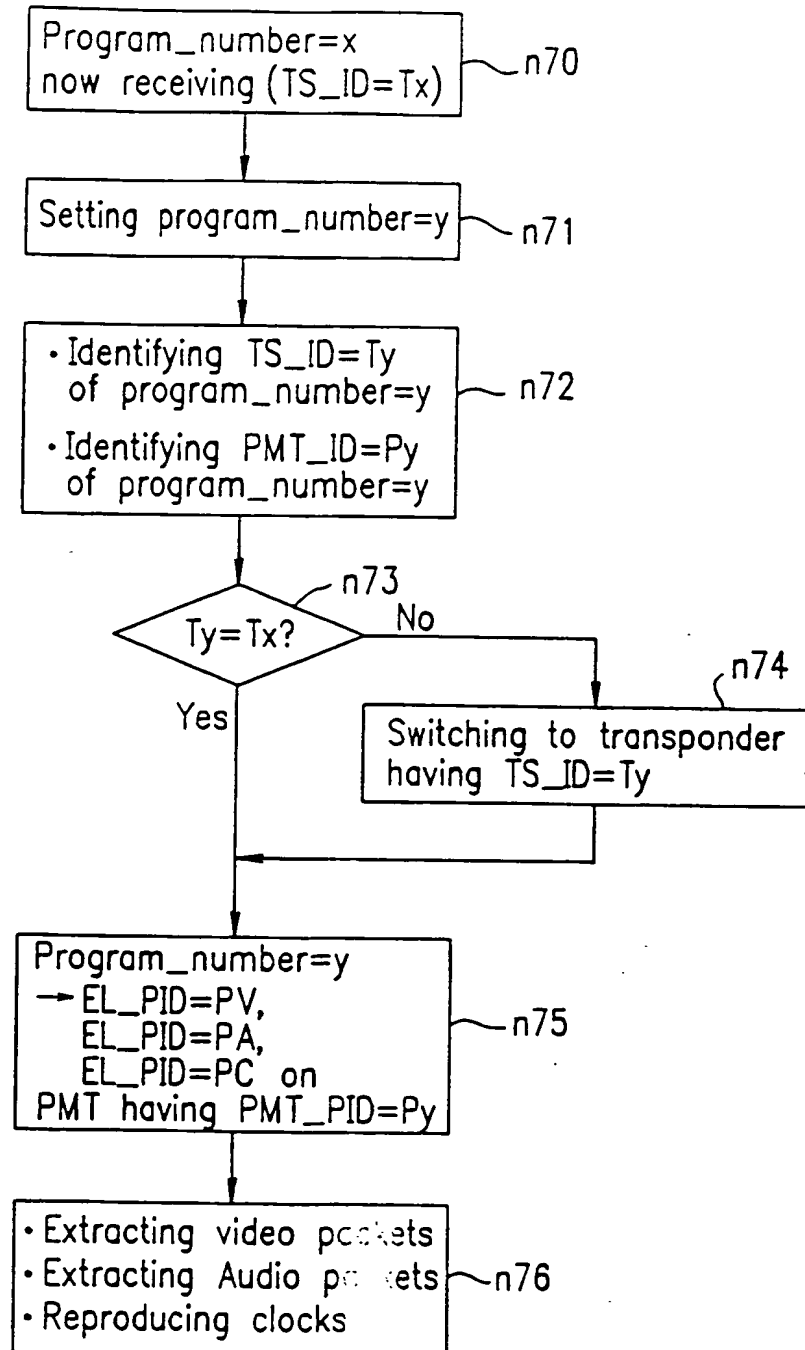 Program_number=x
now receiving (TS_ID=Tx)
n70
Setting program_number=y
n71
• Identifying TS_ID=Ty
of program_number=y
• Identifying PMT_ID=Py
of program_number=y
n72
n73
Ty=Tx?
No
Yes
n74
Switching to transponder
having TS_ID=Ty
Program_number=y
→ EL_PID=PV,
EL_PID=PA,
EL_PID=PC on
PMT having PMT_PID=Py
n75
• Extracting video packets
• Extracting Audio packets
• Reproducing clocks
n76